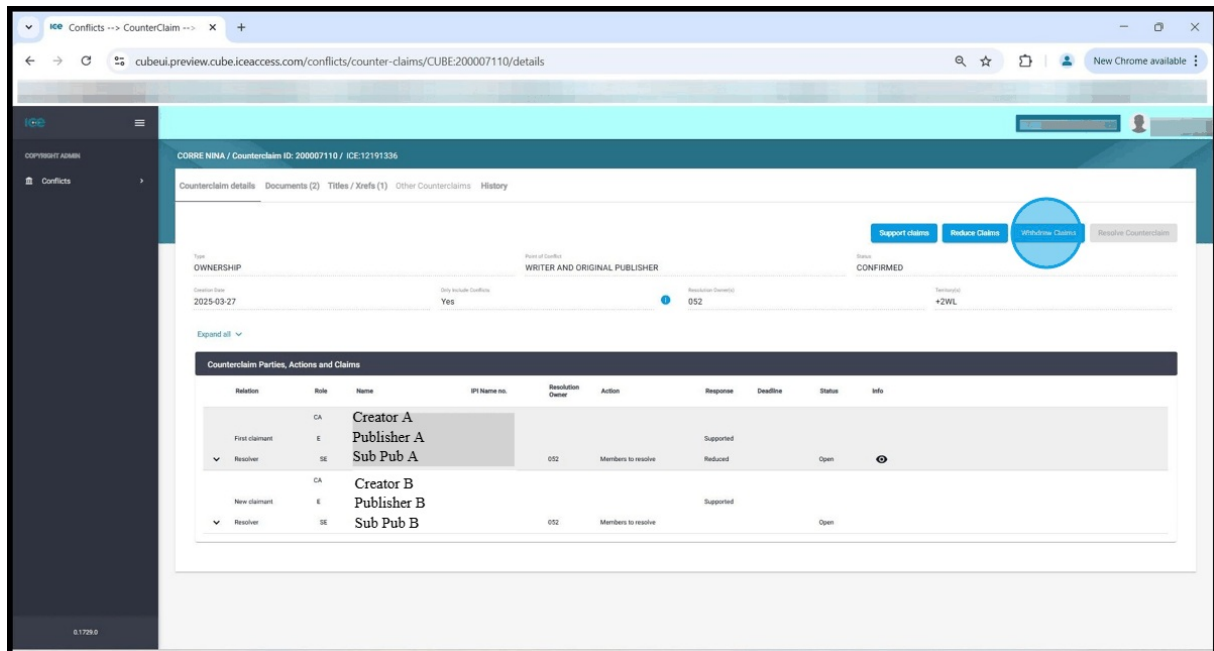 ice Conflicts --> CounterClaim -->
cubeui.preview.cube.iceaccess.com/conflicts/counter-claims/CUBE:200007110/details
New Chrome available
ice
COPYRIGHT ADMIN
Conflicts
CORRE NINA / Counterclaim ID: 200007110 / ICE:12191336
Counterclaim details Documents (2) Titles / Xrefs (1) Other Counterclaims History
Support claims Reduce Claims Withdraw Claims Resolve Counterclaim
Type Point of Conflict Status
OWNERSHIP WRITER AND ORIGINAL PUBLISHER CONFIRMED
Creation Date Only Include Conflicts Resolution Owner(s) Territory(s)
2025-03-27 Yes 052 +2WL
Expand all
Counterclaim Parties, Actions and Claims
Relation Role Name IPI Name no. Resolution Owner Action Response Deadline Status Info
CA Creator A
First claimant E Publisher A Supported
Resolver SE Sub Pub A 052 Members to resolve Reduced Open
CA Creator B
New claimant E Publisher B Supported
Resolver SE Sub Pub B 052 Members to resolve Open
0.1729.0